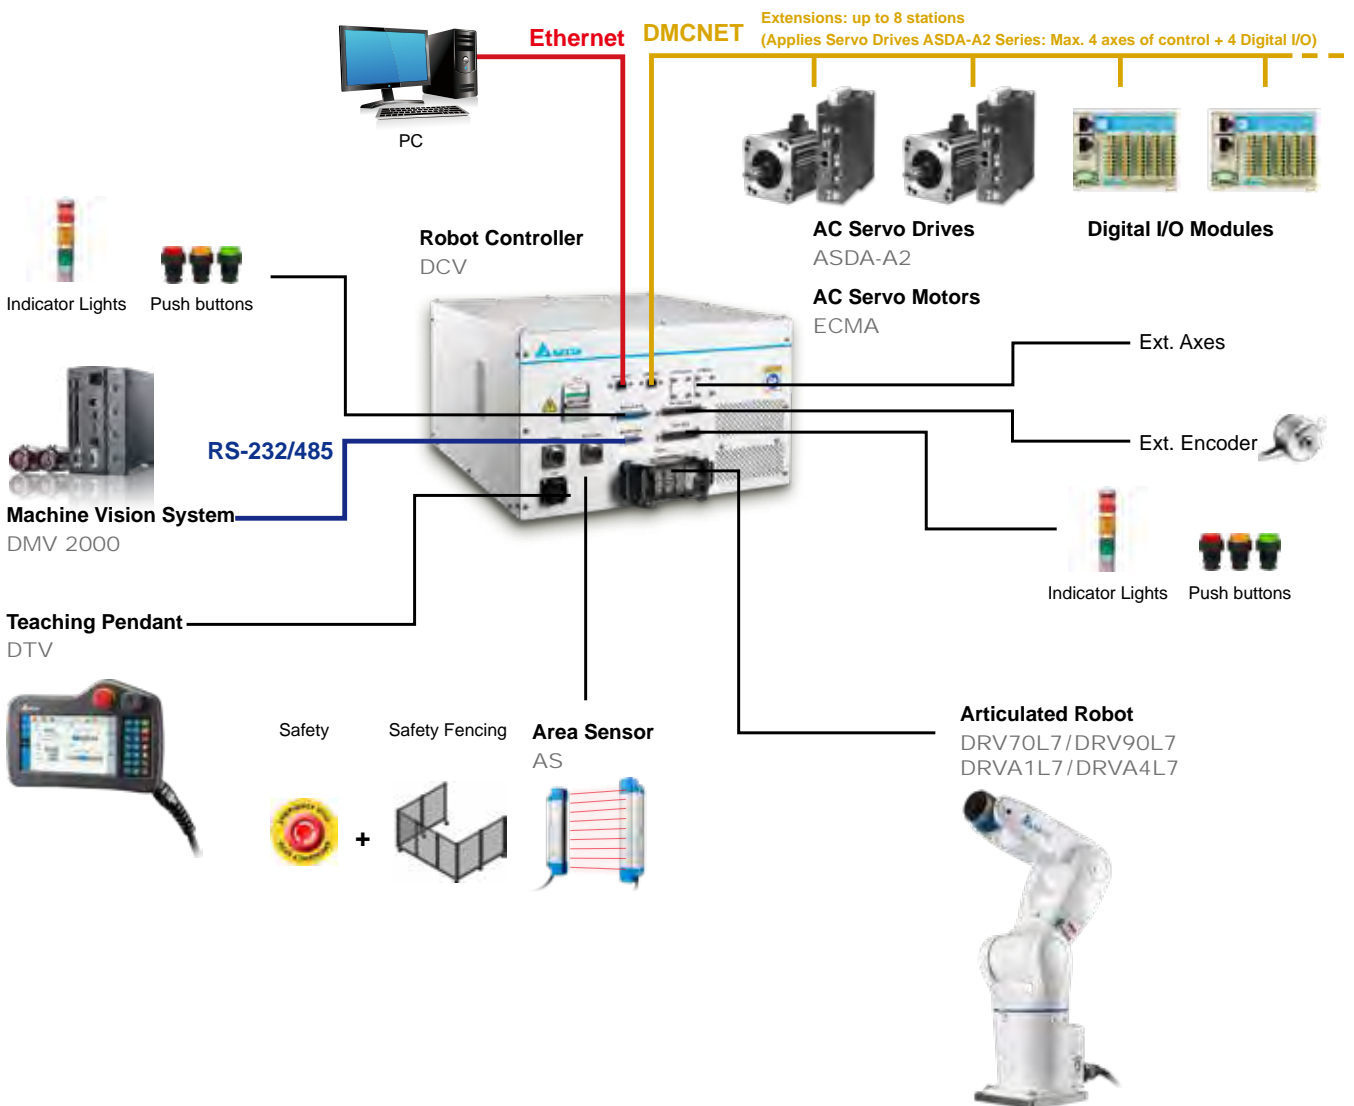 Extensions: up to 8 stations
Ethernet
DMCNET
(Applies Servo Drives ASDA-A2 Series: Max. 4 axes of control + 4 Digital I/O)
PC
AC Servo Drives
ASDA-A2
Digital I/O Modules
AC Servo Motors
ECMA
Robot Controller
DCV
Indicator Lights
Push buttons
Ext. Axes
Ext. Encoder
RS-232/485
Machine Vision System
DMV 2000
Indicator Lights
Push buttons
Teaching Pendant
DTV
Safety
Safety Fencing
Area Sensor
AS
+
Articulated Robot
DRV70L7/DRV90L7
DRVA1L7/DRVA4L7